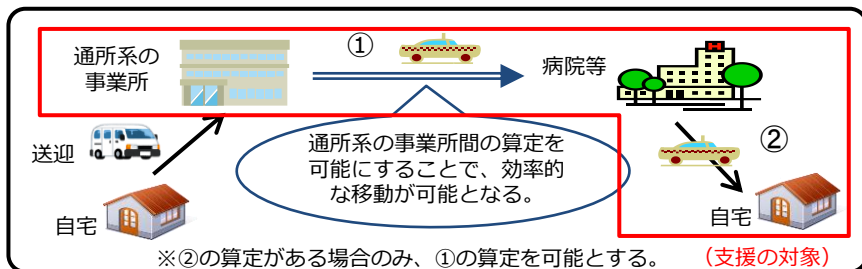 通所系の
事業所
①
病院等
送迎
通所系の事業所間の算定を
可能にすることで、効率的
な移動が可能となる。
②
自宅
自宅
※②の算定がある場合のみ、①の算定を可能とする。
(支援の対象)
H